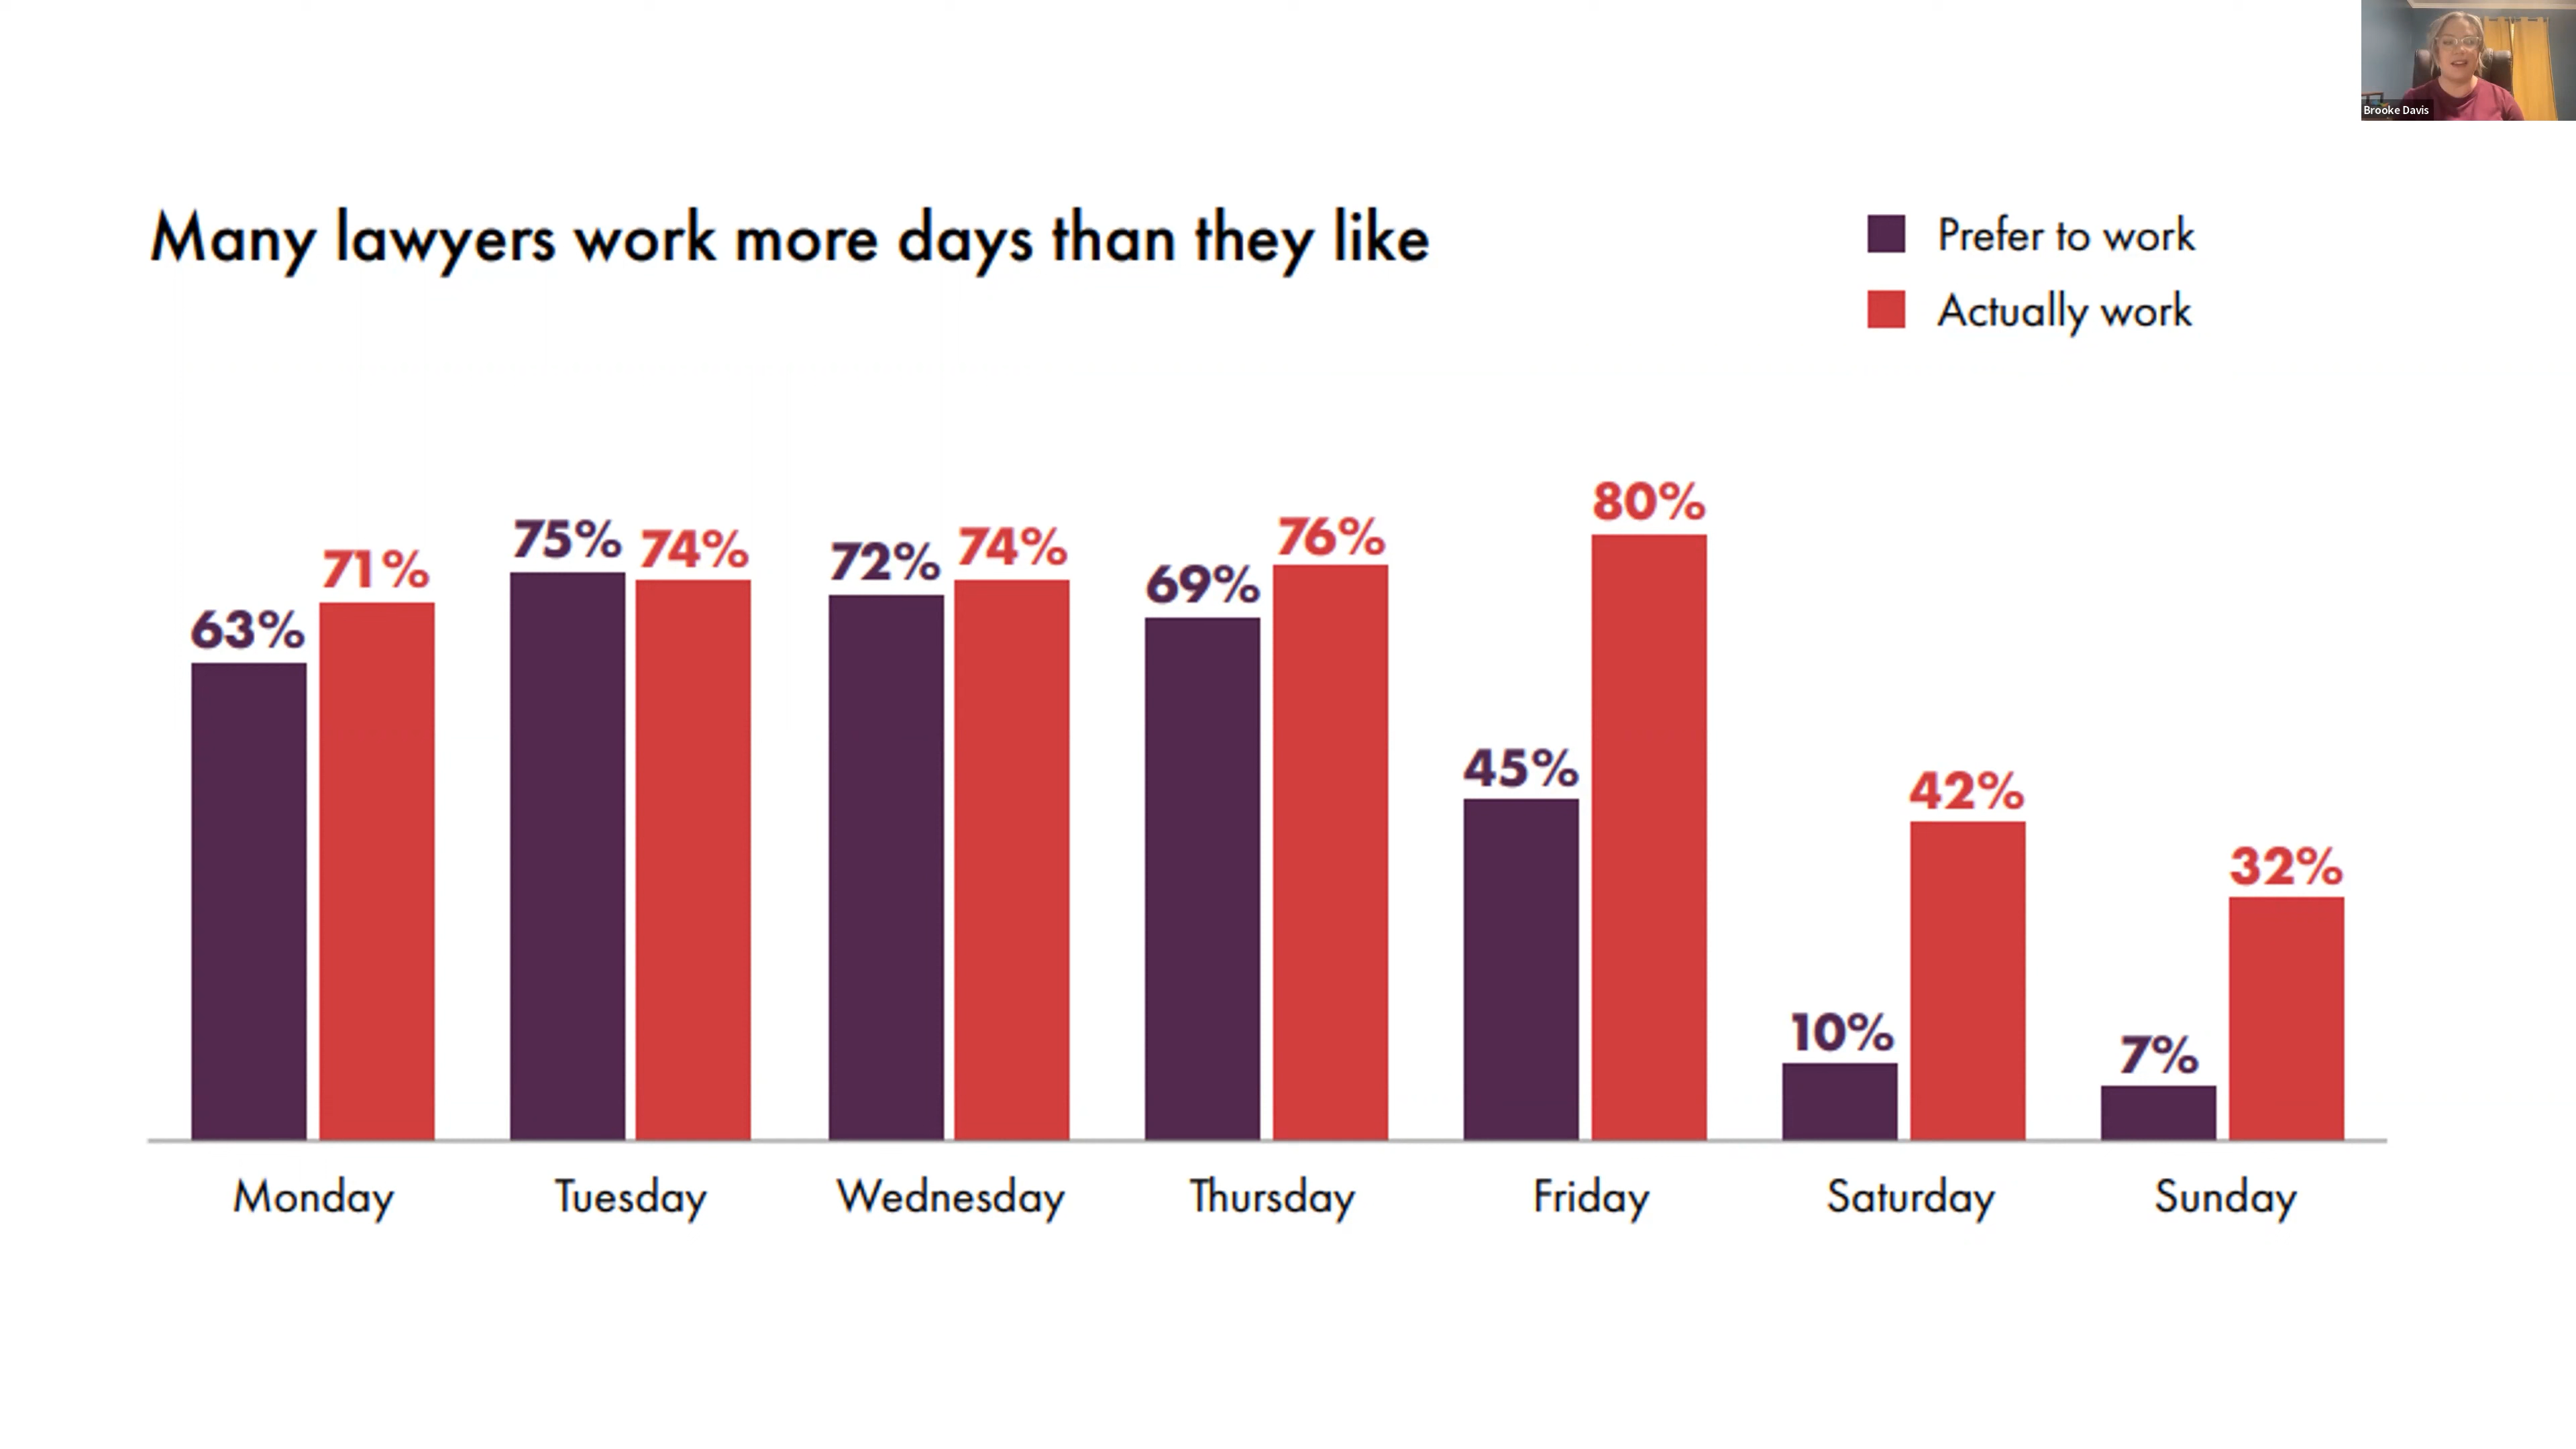 Brooke Davis
Many lawyers work more days than they like
Prefer to work
Actually work
63% 71% 75% 74% 72% 74% 69% 76% 45% 80% 10% 42% 7% 32%
Monday Tuesday Wednesday Thursday Friday Saturday Sunday